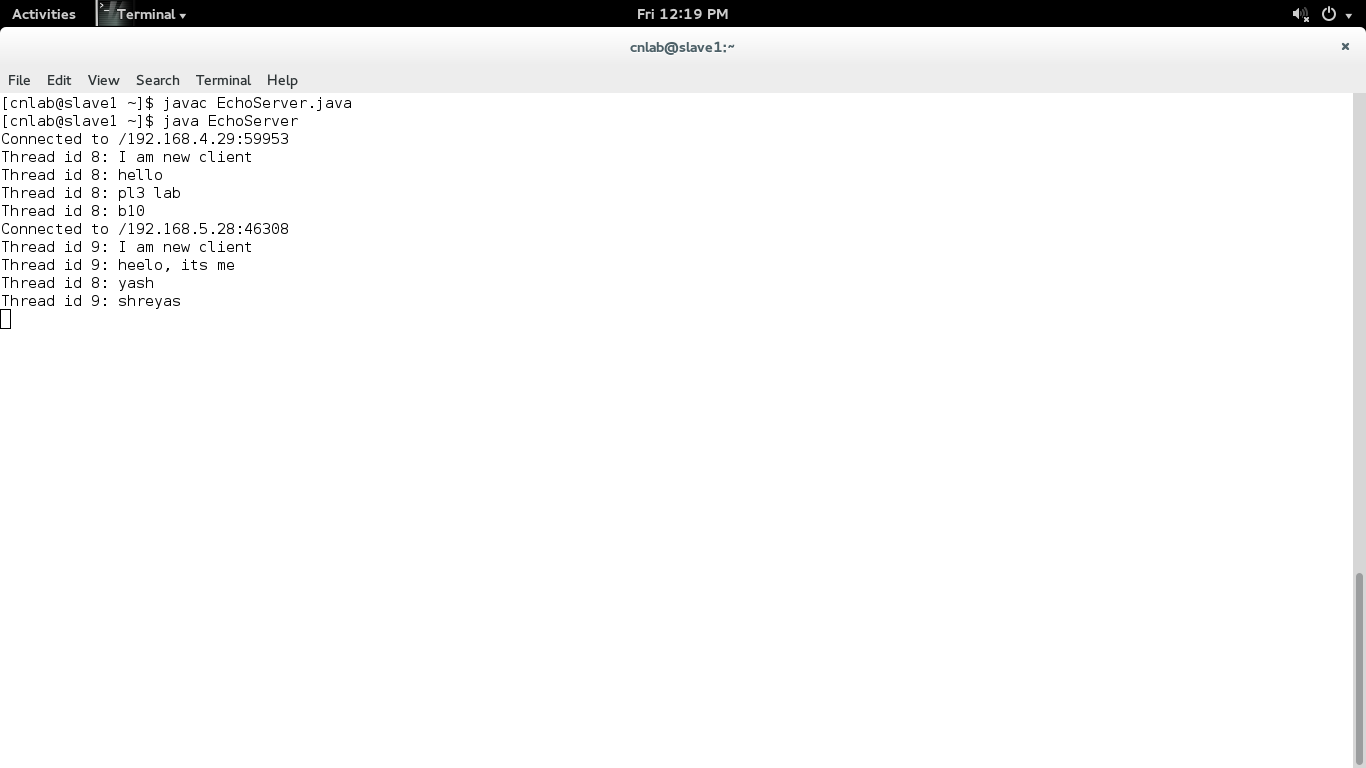 Activities Terminal Fri 12:19 PM
cnlab@slave1:~
File Edit View Search Terminal Help
[cnlab@slave1 ~]$ javac EchoServer.java
[cnlab@slave1 ~]$ java EchoServer
Connected to /192.168.4.29:59953
Thread id 8: I am new client
Thread id 8: hello
Thread id 8: pl3 lab
Thread id 8: b10
Connected to /192.168.5.28:46308
Thread id 9: I am new client
Thread id 9: heelo, its me
Thread id 8: yash
Thread id 9: shreyas